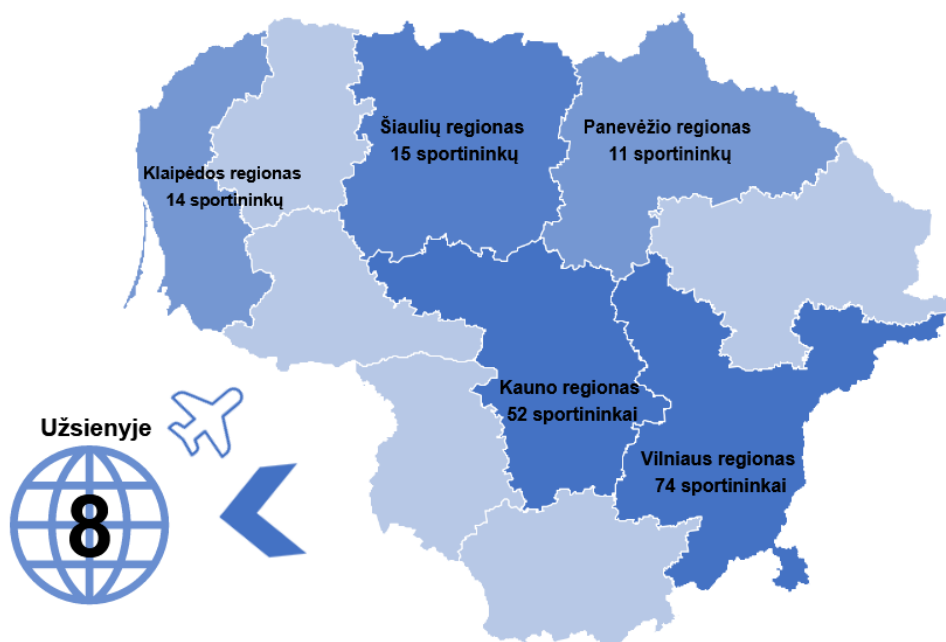 Šiaulių regionas
15 sportininkų
Panevėžio regionas
11 sportininkų
Klaipėdos regionas
14 sportininkų
Kauno regionas
52 sportininkai
Vilniaus regionas
74 sportininkai
Užsienyje
8